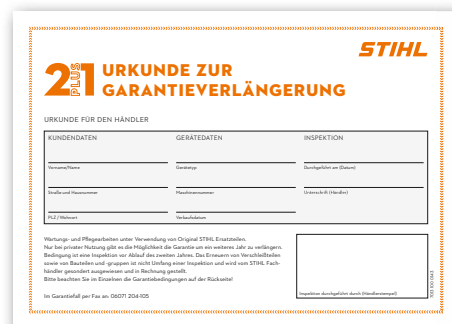 STIHL
2 PLUS 1 URKUNDE ZUR
GARANTIEVERLÄNGERUNG
URKUNDE FÜR DEN HÄNDLER
KUNDENDATEN GERÄTEDATEN INSPEKTION
Vorname/Name Gerätetyp Durchgeführt am (Datum)
Straße und Hausnummer Maschinennummer Unterschrift (Händler)
PLZ / Wohnort Verkaufsdatum
Wartungs- und Pflegearbeiten unter Verwendung von Original STIHL Ersatzteilen.
Nur bei privater Nutzung gibt es die Möglichkeit die Garantie um ein weiteres Jahr zu verlängern.
Bedingung ist eine Inspektion vor Ablauf des zweiten Jahres. Das Erneuern von Verschleißteilen
sowie von Bauteilen und -gruppen ist nicht Umfang einer Inspektion und wird vom STIHL Fach-
händler gesondert ausgewiesen und in Rechnung gestellt.
Bitte beachten Sie im Einzelnen die Garantiebedingungen auf der Rückseite!
Im Garantiefall per Fax an: 06071 204-105
Inspektion durchgeführt durch (Händlerstempel)